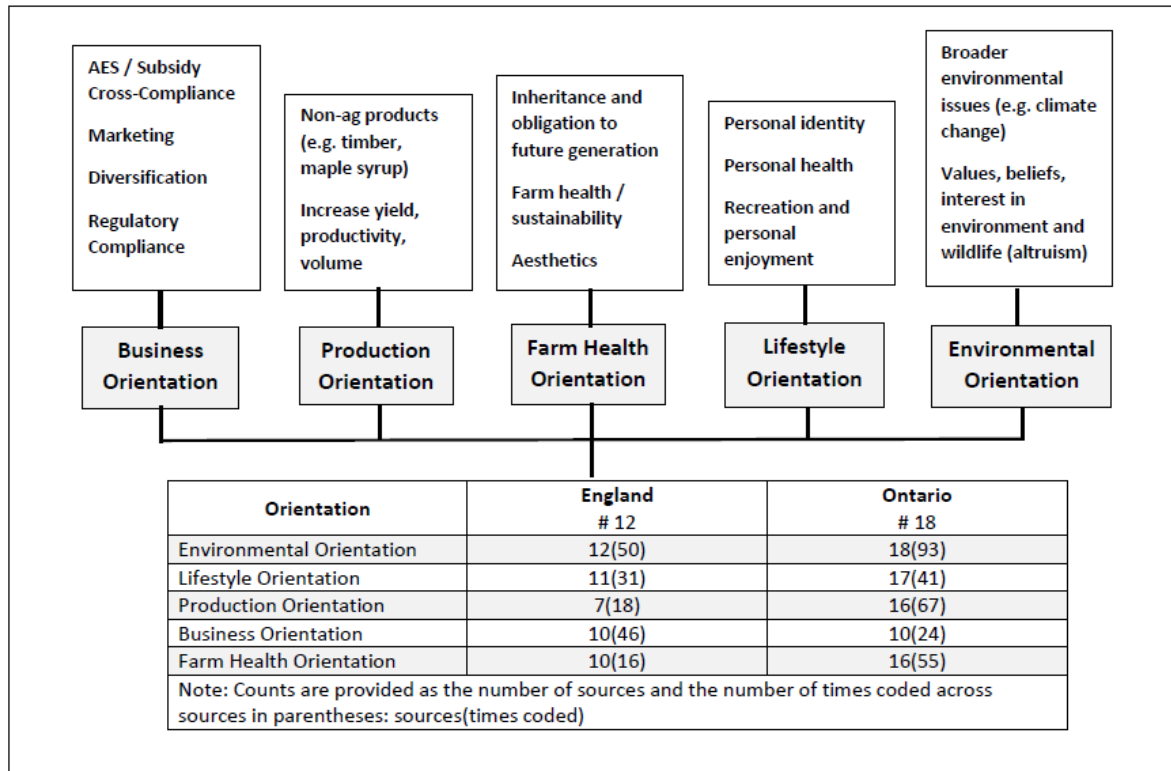 AES / Subsidy
Cross-Compliance
Marketing
Diversification
Regulatory
Compliance
Non-ag products
(e.g. timber,
maple syrup)
Increase yield,
productivity,
volume
Inheritance and
obligation to
future generation
Farm health /
sustainability
Aesthetics
Personal identity
Personal health
Recreation and
personal
enjoyment
Broader
environmental
issues (e.g. climate
change)
Values, beliefs,
interest in
environment and
wildlife (altruism)
Business
Orientation
Production
Orientation
Farm Health
Orientation
Lifestyle
Orientation
Environmental
Orientation
Orientation England Ontario
# 12 # 18
Environmental Orientation 12(50) 18(93)
Lifestyle Orientation 11(31) 17(41)
Production Orientation 7(18) 16(67)
Business Orientation 10(46) 10(24)
Farm Health Orientation 10(16) 16(55)
Note: Counts are provided as the number of sources and the number of times coded across
sources in parentheses: sources(times coded)